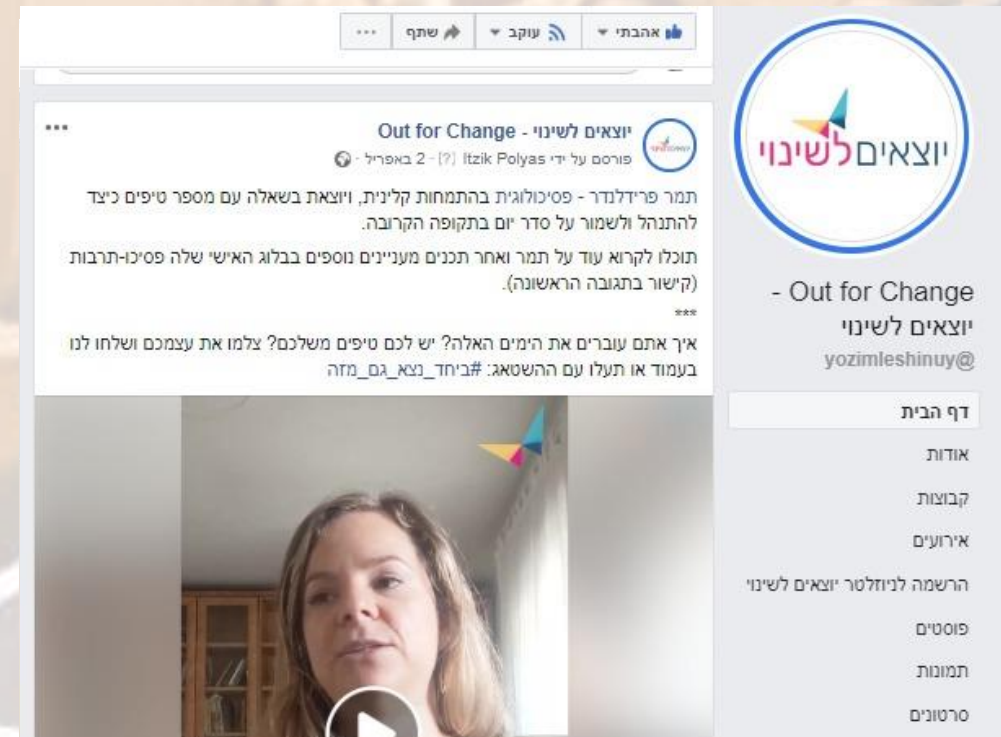 אהבתי
עוקב
שתף
יוצאים לשינוי
Out for Change -
יוצאים לשינוי
@yozimleshinuy
דף הבית
אודות
קבוצות
אירועים
הרשמה לניוזלטר יוצאים לשינוי
פוסטים
תמונות
סרטונים
יוצאים לשינוי - Out for Change
פורסם על ידי Itzik Polyas [?] · 2 באפריל ·
תמר פרידלנדר - פסיכולוגית בהתמחות קלינית, ויוצאת בשאלה עם מספר טיפים כיצד
להתנהל ולשמור על סדר יום בתקופה הקרובה.
תוכלו לקרוא עוד על תמר ואחר תכנים מעניינים נוספים בבלוג האישי שלה פסיכו-תרבות
(קישור בתגובה הראשונה).
***
איך אתם עוברים את הימים האלה? יש לכם טיפים משלכם? צלמו את עצמכם ושלחו לנו
בעמוד או תעלו עם ההשטאג: #ביחד_נצא_גם_מזה